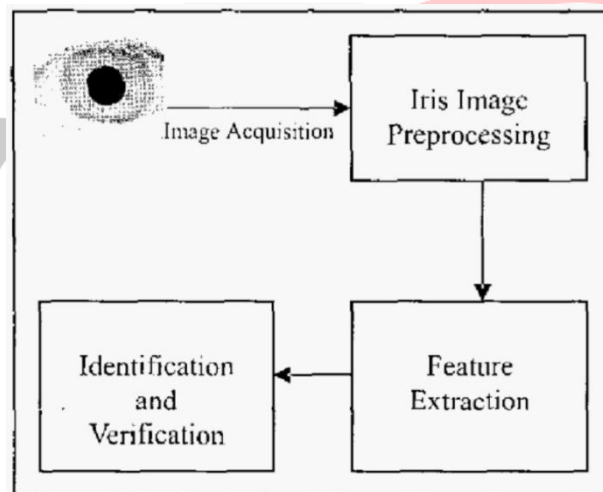 Image Acquisition
Iris Image
Preprocessing
Feature
Extraction
Identification
and
Verification